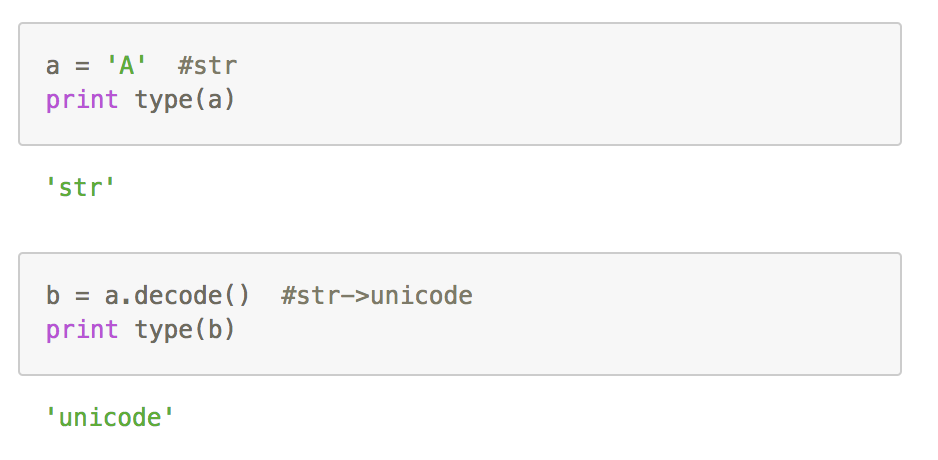 a = 'A'  #str
print type(a)
'str'
b = a.decode()  #str->unicode
print type(b)
'unicode'